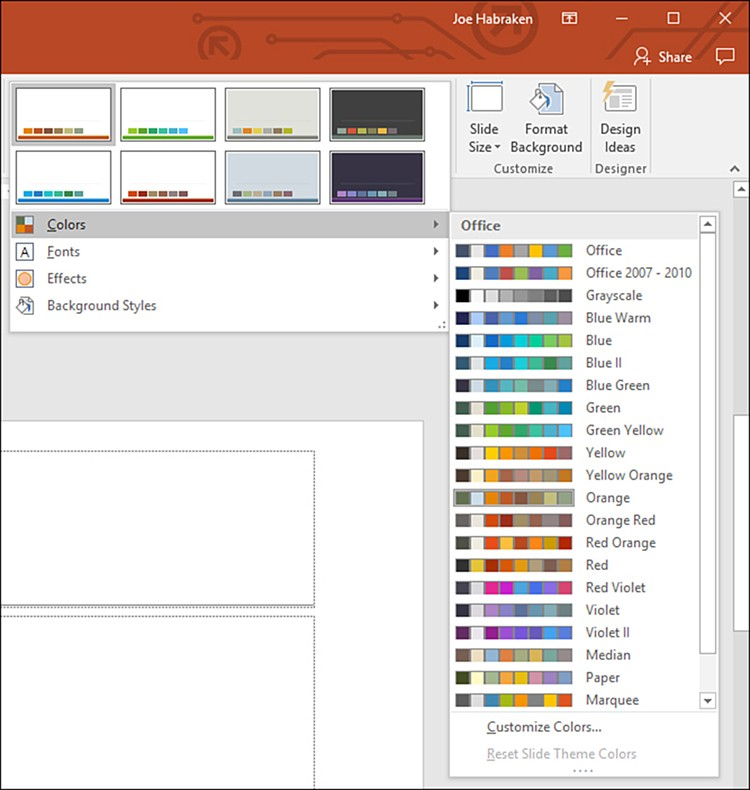 Joe Habraken
Share
Slide
Size
Format
Background
Design
Ideas
Customize
Designer
Colors
Fonts
Effects
Background Styles
Office
Office
Office 2007 - 2010
Grayscale
Blue Warm
Blue
Blue II
Blue Green
Green
Green Yellow
Yellow
Yellow Orange
Orange
Orange Red
Red Orange
Red
Red Violet
Violet
Violet II
Median
Paper
Marquee
Customize Colors...
Reset Slide Theme Colors